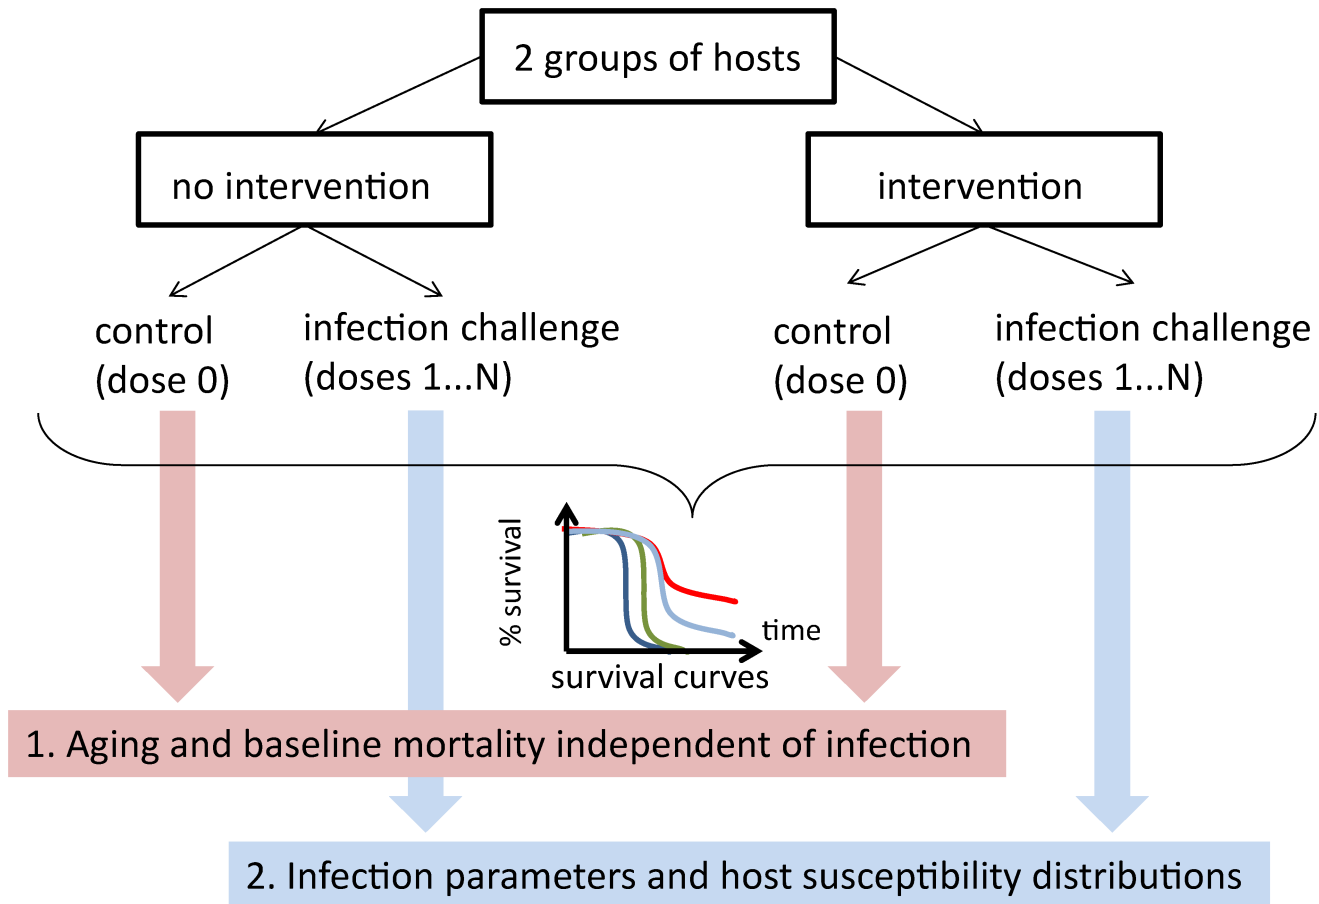 2 groups of hosts
no intervention
intervention
control
(dose 0)
infection challenge
(doses 1...N)
control
(dose 0)
infection challenge
(doses 1...N)
% survival
time
survival curves
1. Aging and baseline mortality independent of infection
2. Infection parameters and host susceptibility distributions